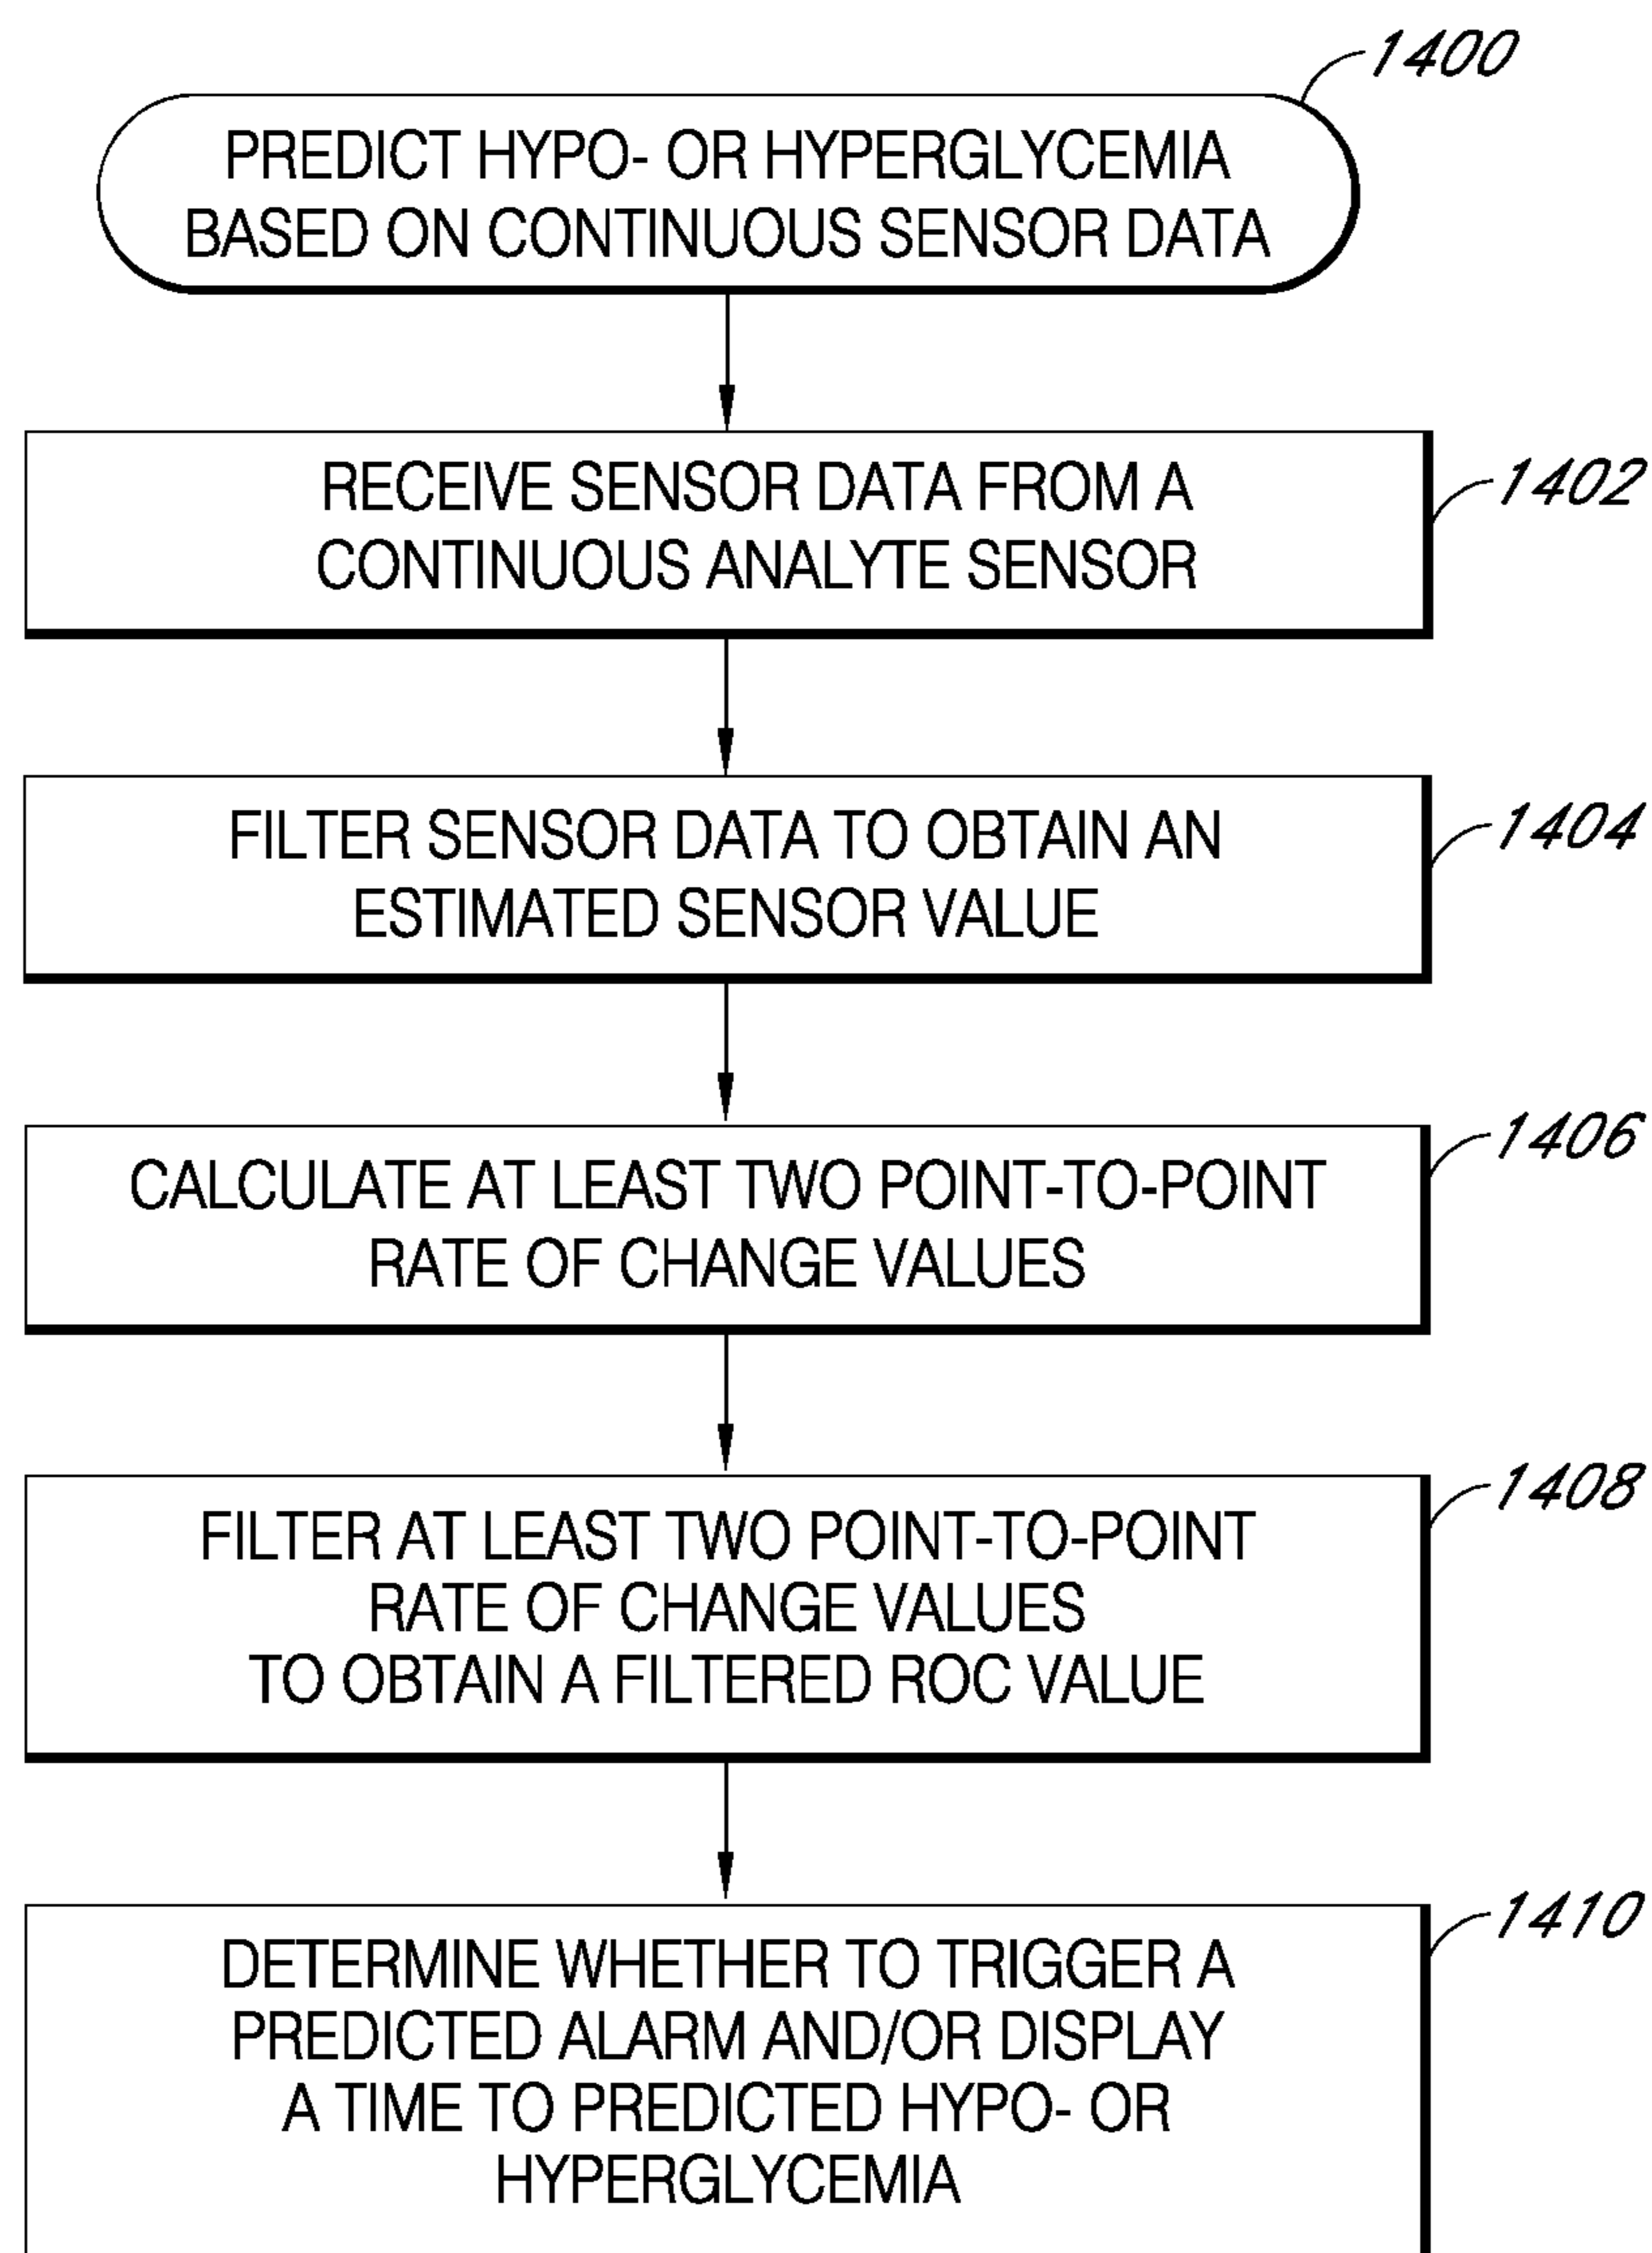 1400
PREDICT HYPO- OR HYPERGLYCEMIA
BASED ON CONTINUOUS SENSOR DATA
RECEIVE SENSOR DATA FROM A
CONTINUOUS ANALYTE SENSOR
1402
FILTER SENSOR DATA TO OBTAIN AN
ESTIMATED SENSOR VALUE
1404
CALCULATE AT LEAST TWO POINT-TO-POINT
RATE OF CHANGE VALUES
1406
FILTER AT LEAST TWO POINT-TO-POINT
RATE OF CHANGE VALUES
TO OBTAIN A FILTERED ROC VALUE
1408
DETERMINE WHETHER TO TRIGGER A
PREDICTED ALARM AND/OR DISPLAY
A TIME TO PREDICTED HYPO- OR
HYPERGLYCEMIA
1410